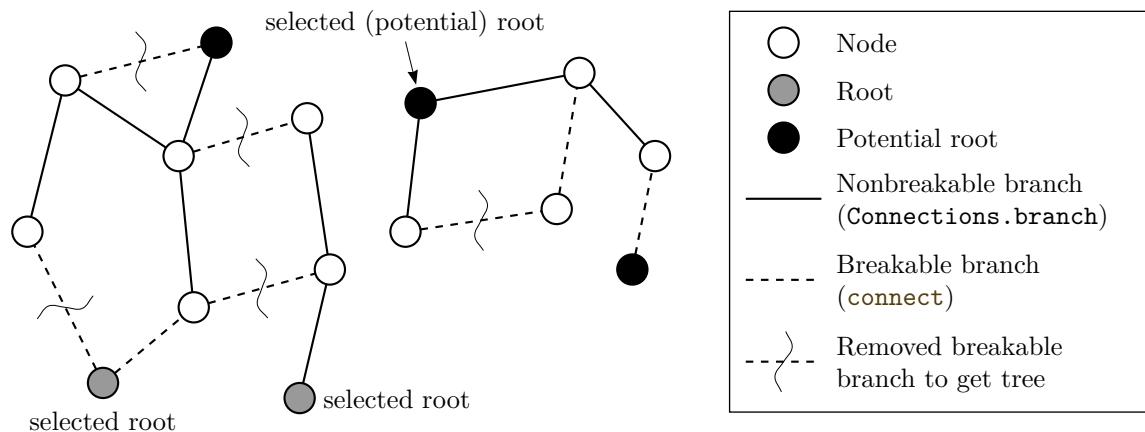 selected (potential) root
selected root
selected root
Node
Root
Potential root
Nonbreakable branch
(Connections.branch)
Breakable branch
(connect)
Removed breakable
branch to get tree